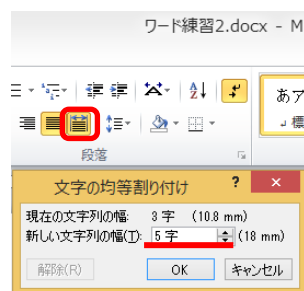 ワード練習2.docx - M
A↓Z
あア
↵標
段落
文字の均等割り付け ? ×
現在の文字列の幅: 3 字 (10.8 mm)
新しい文字列の幅(T): 5 字 (18 mm)
解除(R) OK キャンセル